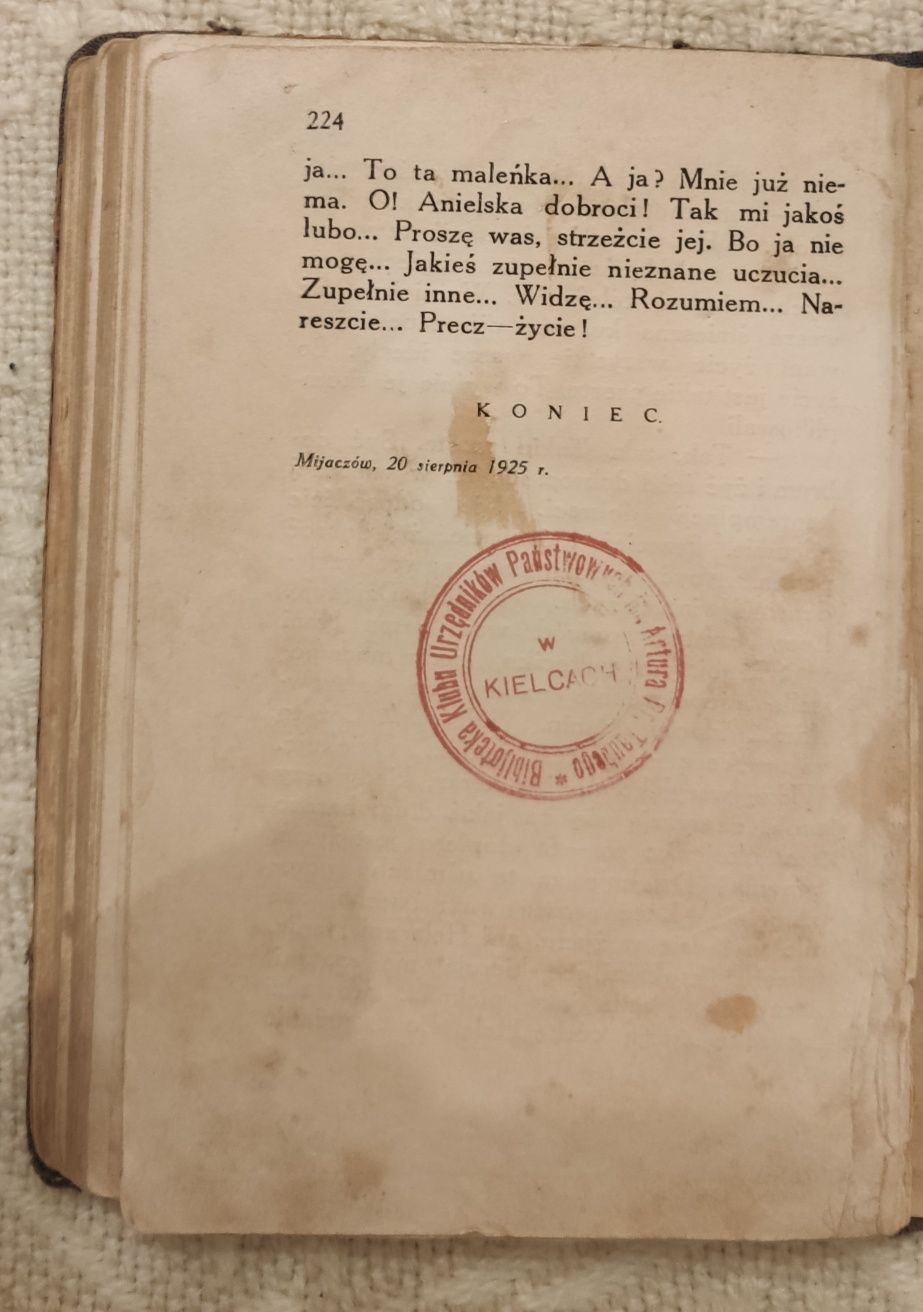 224
ja... To ta maleńka... A ja? Mnie już nie-
ma. O! Anielska dobroci! Tak mi jakoś
lubo... Proszę was, strzeżcie jej. Bo ja nie
mogę... Jakieś zupełnie nieznane uczucia...
Zupełnie inne... Widzę... Rozumiem... Na-
reszcie... Precz—życie!
KONIEC.
Mijaczów, 20 sierpnia 1925 r.
Bibljoteka Klubu Urzędników Państwowych Artura *
w
KIELCACH